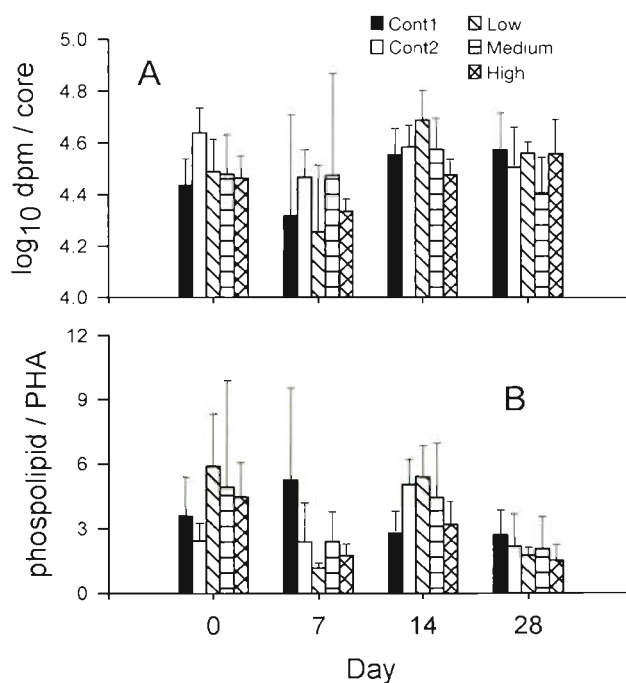 Cont1 Low
Cont2 Medium
High
A
log10 dpm / core
5.0
4.8
4.6
4.4
4.2
4.0
B
phospolipid / PHA
12
9
6
3
0
0 7 14 28
Day